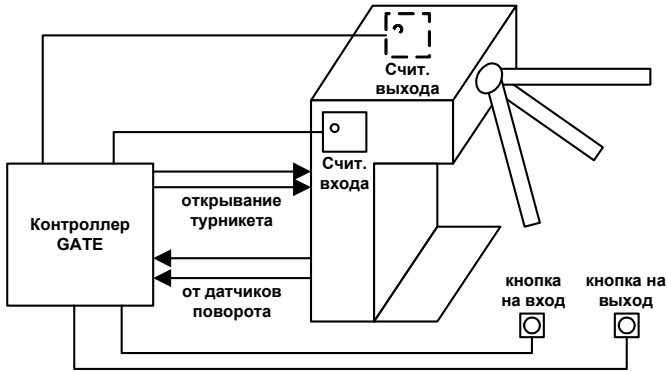 Счит.
выхода
Счит.
входа
открывание
турникета
Контроллер
GATE
от датчиков
поворота
кнопка
на вход
кнопка на
выход